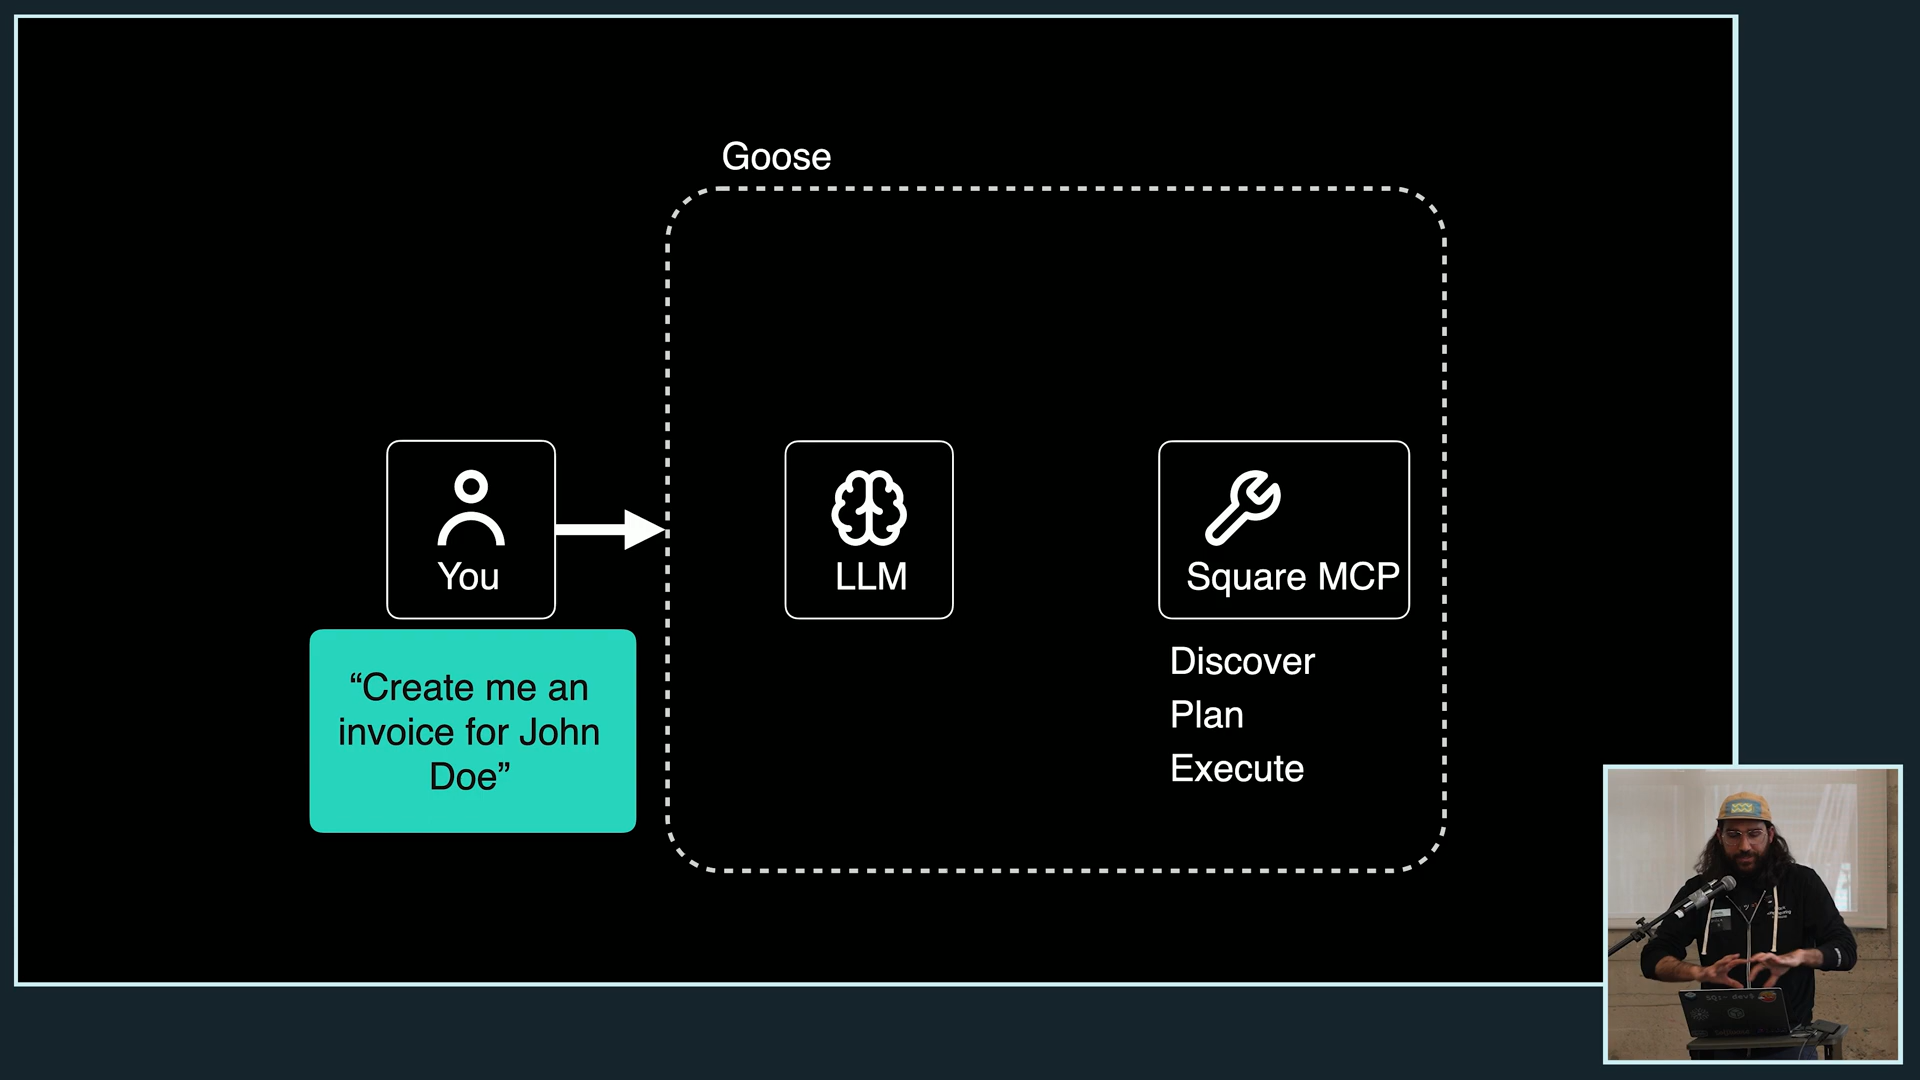 Goose
You
LLM
Square MCP
“Create me an
invoice for John
Doe”
Discover
Plan
Execute